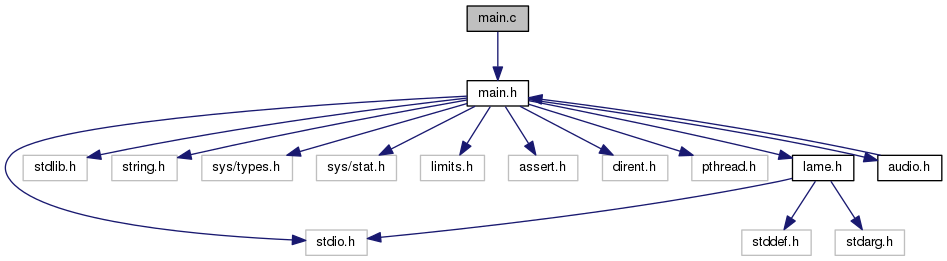 main.c
main.h
stdlib.h
string.h
sys/types.h
sys/stat.h
limits.h
assert.h
dirent.h
pthread.h
lame.h
audio.h
stdio.h
stddef.h
stdarg.h